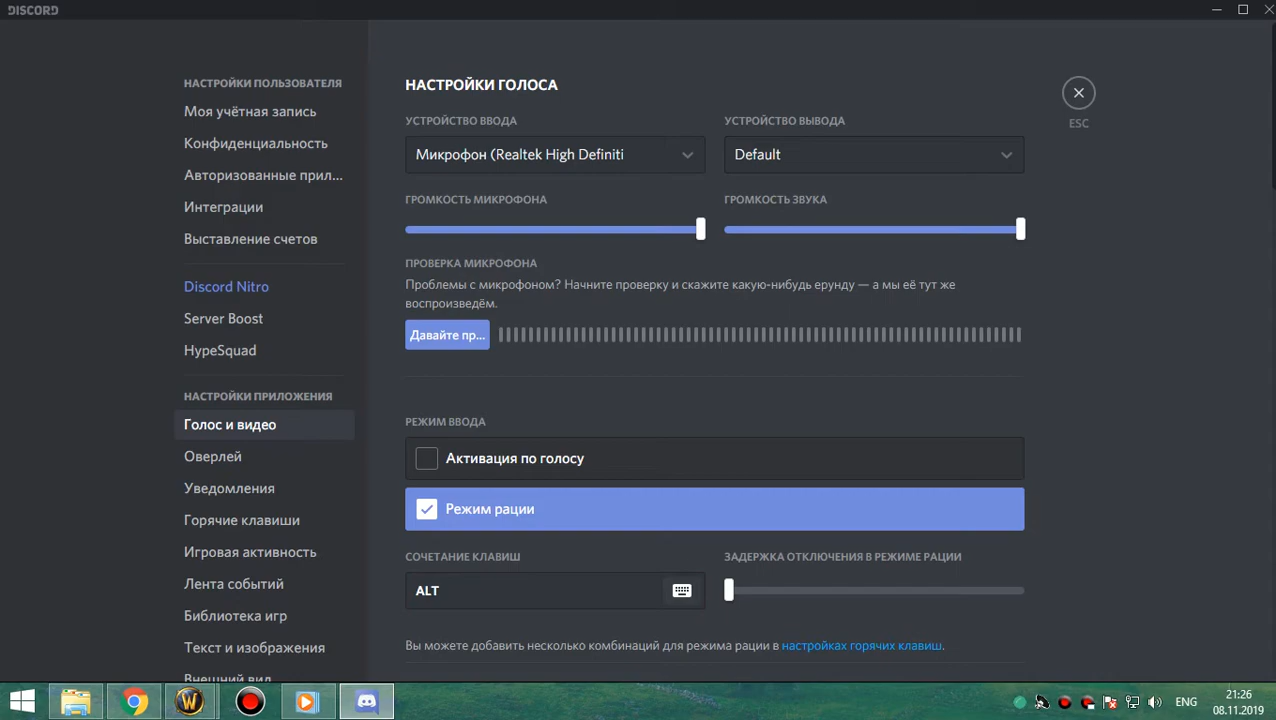 DISCORD
НАСТРОЙКИ ПОЛЬЗОВАТЕЛЯ
Моя учётная запись
Конфиденциальность
Авторизованные прил...
Интеграции
Выставление счетов
Discord Nitro
Server Boost
HypeSquad
НАСТРОЙКИ ПРИЛОЖЕНИЯ
Голос и видео
Оверлей
Уведомления
Горячие клавиши
Игровая активность
Лента событий
Библиотека игр
Текст и изображения
Внешний вид
НАСТРОЙКИ ГОЛОСА
УСТРОЙСТВО ВВОДА
Микрофон (Realtek High Definiti
УСТРОЙСТВО ВЫВОДА
Default
ГРОМКОСТЬ МИКРОФОНА
ГРОМКОСТЬ ЗВУКА
ПРОВЕРКА МИКРОФОНА
Проблемы с микрофоном? Начните проверку и скажите какую-нибудь ерунду — а мы её тут же
воспроизведём.
Давайте пр...
РЕЖИМ ВВОДА
Активация по голосу
Режим рации
СОЧЕТАНИЕ КЛАВИШ
ALT
ЗАДЕРЖКА ОТКЛЮЧЕНИЯ В РЕЖИМЕ РАЦИИ
Вы можете добавить несколько комбинаций для режима рации в настройках горячих клавиш.
ESC
ENG
21:26
08.11.2019